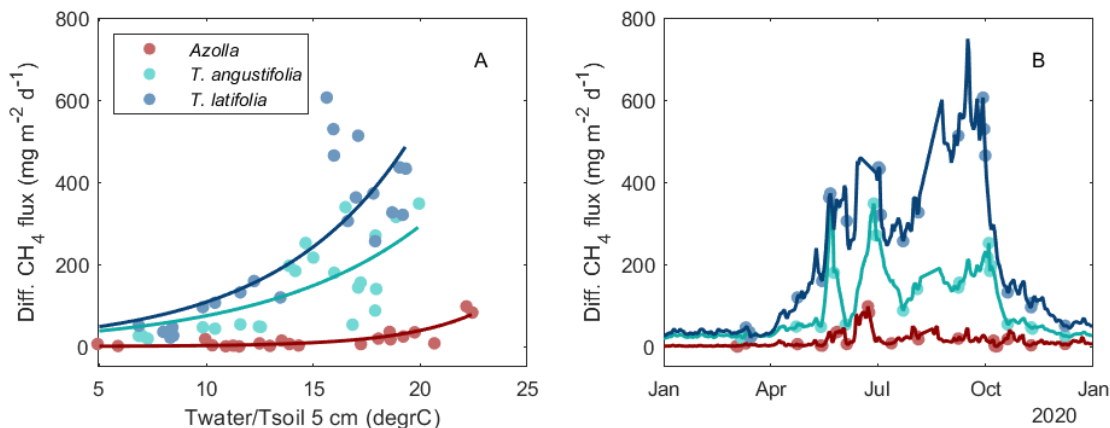 Diff. CH4 flux (mg m-2 d-1)
800
600
400
200
0
Azolla
T. angustifolia
T. latifolia
A
5 10 15 20 25
Twater/Tsoil 5 cm (degrC)
Diff. CH4 flux (mg m-2 d-1)
800
600
400
200
0
B
Jan Apr Jul Oct Jan
2020